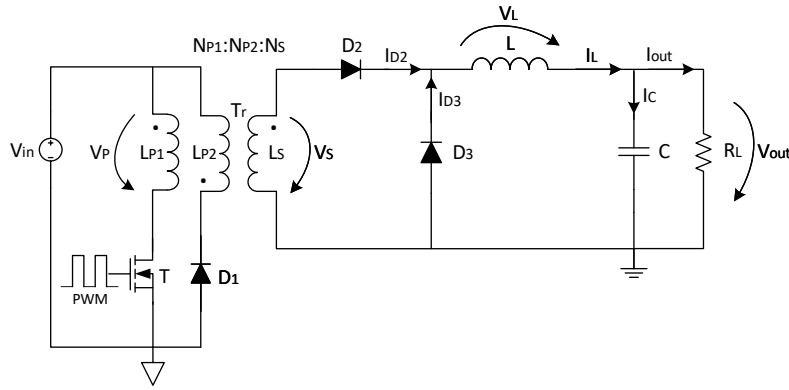 NP1:NP2:NS
D2
ID2
VL
L
IL
Iout
ID3
IC
Tr
Vin
VP
LP1
LP2
LS
VS
D3
C
RL
Vout
T
D1
PWM